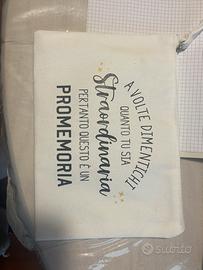 A VOLTE DIMENTICHI
QUANTO TU SIA
Straordinaria
PERTANTO QUESTO È UN
PROMEMORIA
subito